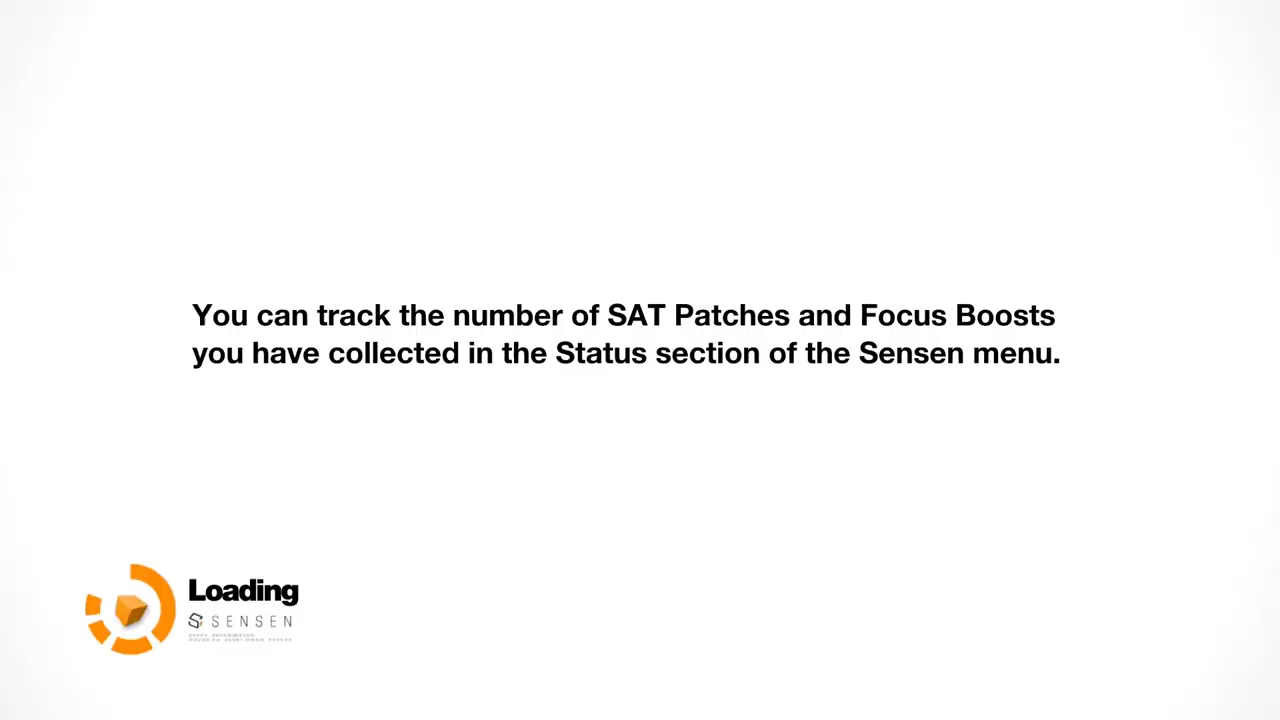 You can track the number of SAT Patches and Focus Boosts
you have collected in the Status section of the Sensen menu.
Loading
SENSEN